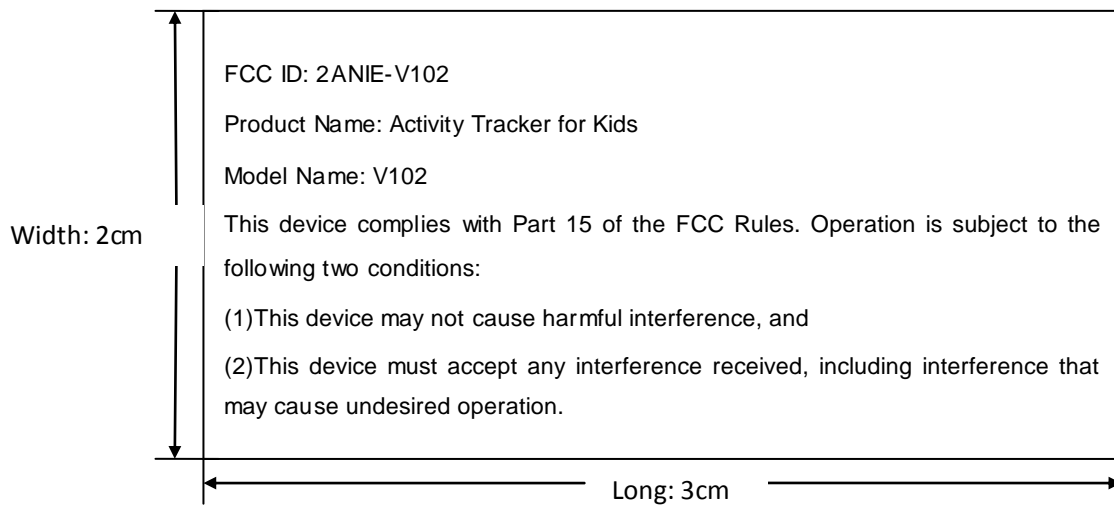 FCC ID: 2ANIE-V102
Product Name: Activity Tracker for Kids
Model Name: V102
Width: 2cm
This device complies with Part 15 of the FCC Rules. Operation is subject to the
following two conditions:
(1)This device may not cause harmful interference, and
(2)This device must accept any interference received, including interference that
may cause undesired operation.
Long: 3cm